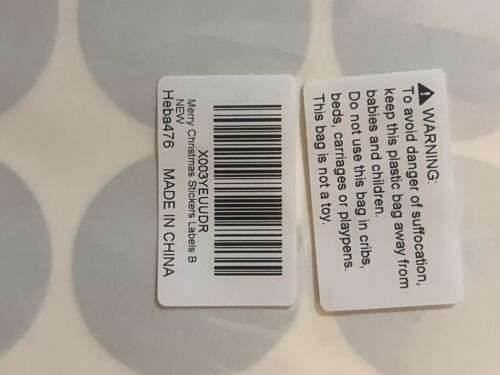 X003YEUUDR
Merry Christmas Stickers Labels B
NEW
Heba476 MADE IN CHINA
⚠ WARNING:
To avoid danger of suffocation,
keep this plastic bag away from
babies and children.
Do not use this bag in cribs,
beds, carriages or playpens.
This bag is not a toy.